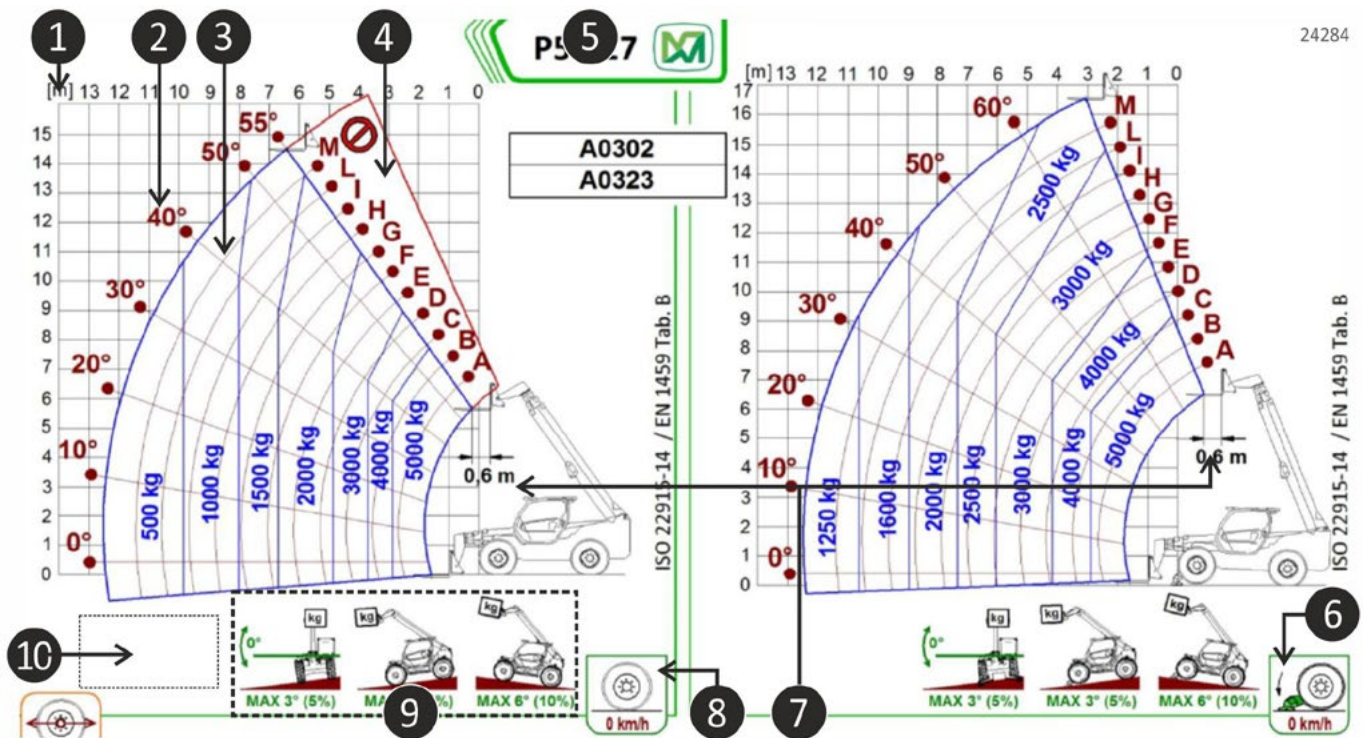 1
2
3
4
5
P5 27
24284
[m] 13 12 11 10 9 8 7 6 5 4 3 2 1 0
15
14
13
12
11
10
9
8
7
6
5
4
3
2
1
0
55°
50°
40°
30°
20°
10°
0°
M
L
I
H
G
F
E
D
C
B
A
500 kg
1000 kg
1500 kg
2000 kg
3000 kg
4000 kg
5000 kg
0,6 m
A0302
A0323
ISO 22915-14 / EN 1459 Tab. B
[m] 13 12 11 10 9 8 7 6 5 4 3 2 1 0
17
16
15
14
13
12
11
10
9
8
7
6
5
4
3
2
1
0
60°
50°
40°
30°
20°
10°
0°
M
L
I
H
G
F
E
D
C
B
A
2500 kg
3000 kg
4000 kg
5000 kg
1250 kg
1600 kg
2000 kg
2500 kg
3000 kg
4000 kg
0,6 m
ISO 22915-14 / EN 1459 Tab. B
10
0°
kg
kg
kg
MAX 3° (5%)
MAX 6° (10%)
9
0 km/h
8
7
0°
kg
kg
kg
MAX 3° (5%)
MAX 3° (5%)
MAX 6° (10%)
6
0 km/h